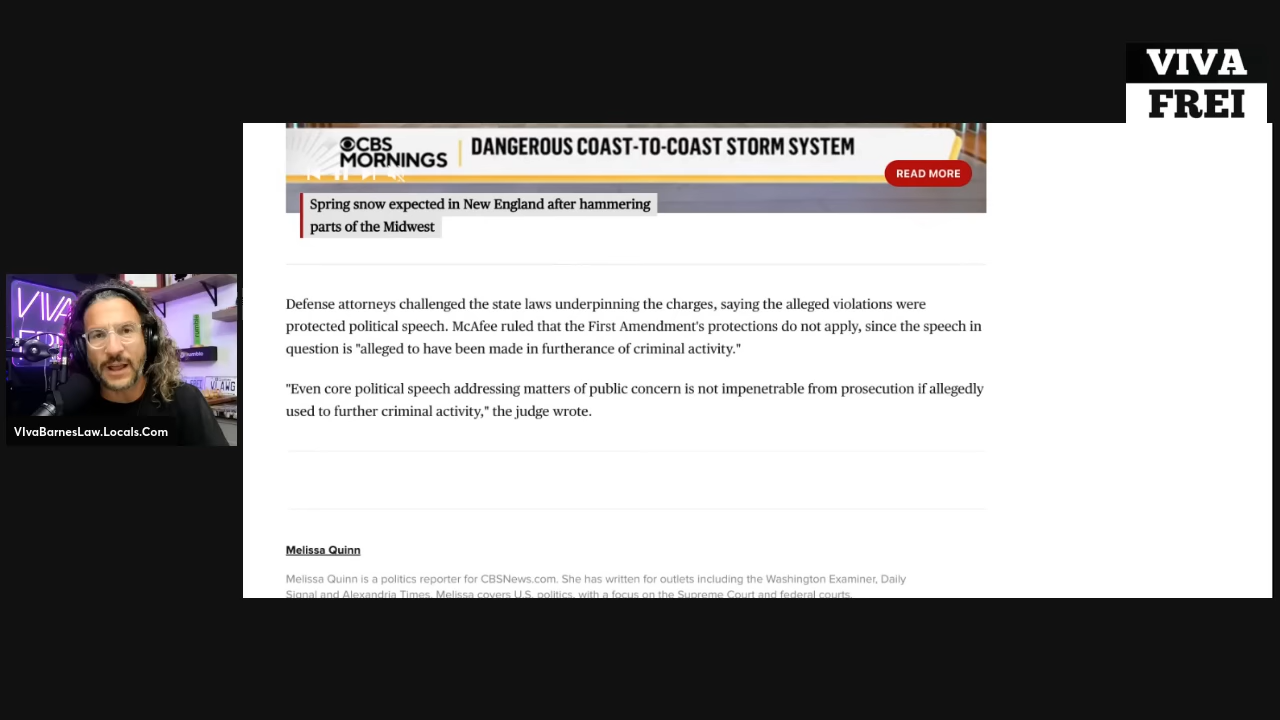 VIVA
FREI
CBS
MORNINGS
DANGEROUS COAST-TO-COAST STORM SYSTEM
READ MORE
Spring snow expected in New England after hammering
parts of the Midwest
Defense attorneys challenged the state laws underpinning the charges, saying the alleged violations were
protected political speech. McAfee ruled that the First Amendment's protections do not apply, since the speech in
question is "alleged to have been made in furtherance of criminal activity."
"Even core political speech addressing matters of public concern is not impenetrable from prosecution if allegedly
used to further criminal activity," the judge wrote.
Melissa Quinn
Melissa Quinn is a politics reporter for CBSNews.com. She has written for outlets including the Washington Examiner, Daily
Signal and Alexandria Times. Melissa covers U.S. politics, with a focus on the Supreme Court and federal courts.
VIVA
rumble
VLAWG
VIvaBarnesLaw.Locals.Com